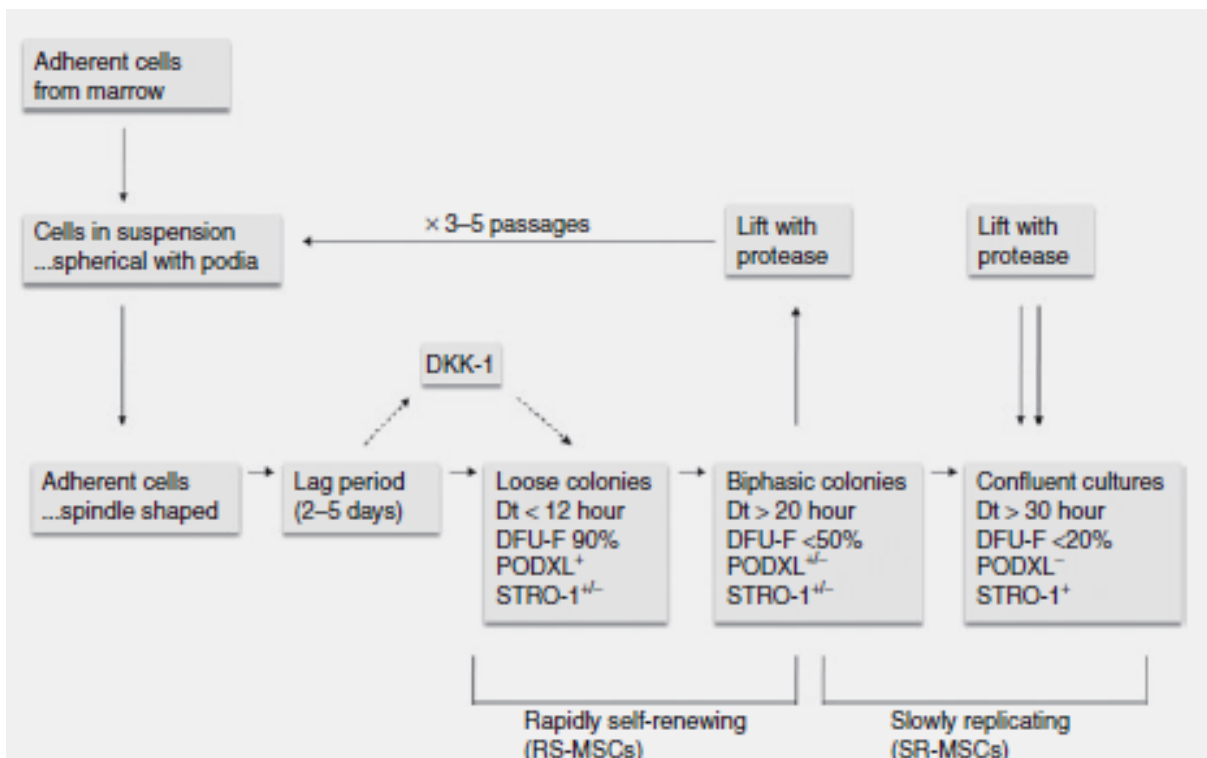 Adherent cells
from marrow
Cells in suspension
...spherical with podia
× 3–5 passages
Lift with
protease
Lift with
protease
DKK-1
Adherent cells
...spindle shaped
Lag period
(2–5 days)
Loose colonies
Dt < 12 hour
DFU-F 90%
PODXL⁺
STRO-1⁺/⁻
Biphasic colonies
Dt > 20 hour
DFU-F <50%
PODXL⁺/⁻
STRO-1⁺/⁻
Confluent cultures
Dt > 30 hour
DFU-F <20%
PODXL⁻
STRO-1⁺
Rapidly self-renewing
(RS-MSCs)
Slowly replicating
(SR-MSCs)